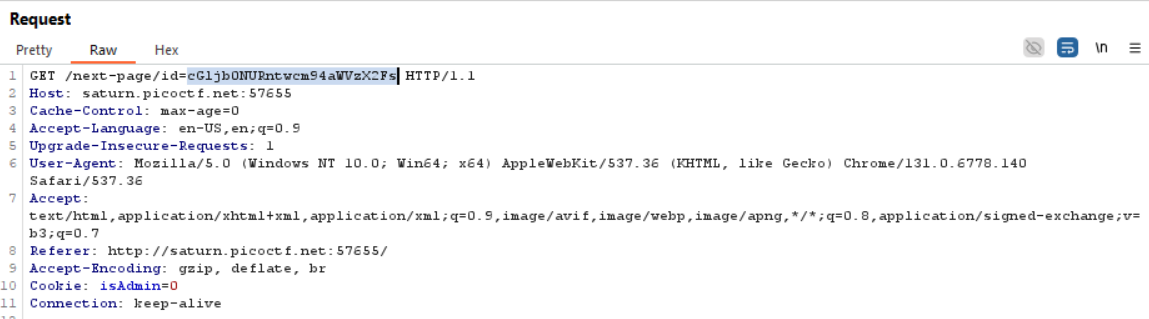 Request
Pretty Raw Hex \n
1 GET /next-page/id=cGljb0NURntwcm94aWVzX2Fs HTTP/1.1
2 Host: saturn.picoctf.net:57655
3 Cache-Control: max-age=0
4 Accept-Language: en-US,en;q=0.9
5 Upgrade-Insecure-Requests: 1
6 User-Agent: Mozilla/5.0 (Windows NT 10.0; Win64; x64) AppleWebKit/537.36 (KHTML, like Gecko) Chrome/131.0.6778.140
Safari/537.36
7 Accept:
text/html,application/xhtml+xml,application/xml;q=0.9,image/avif,image/webp,image/apng,*/*;q=0.8,application/signed-exchange;v=
b3;q=0.7
8 Referer: http://saturn.picoctf.net:57655/
9 Accept-Encoding: gzip, deflate, br
10 Cookie: isAdmin=0
11 Connection: keep-alive